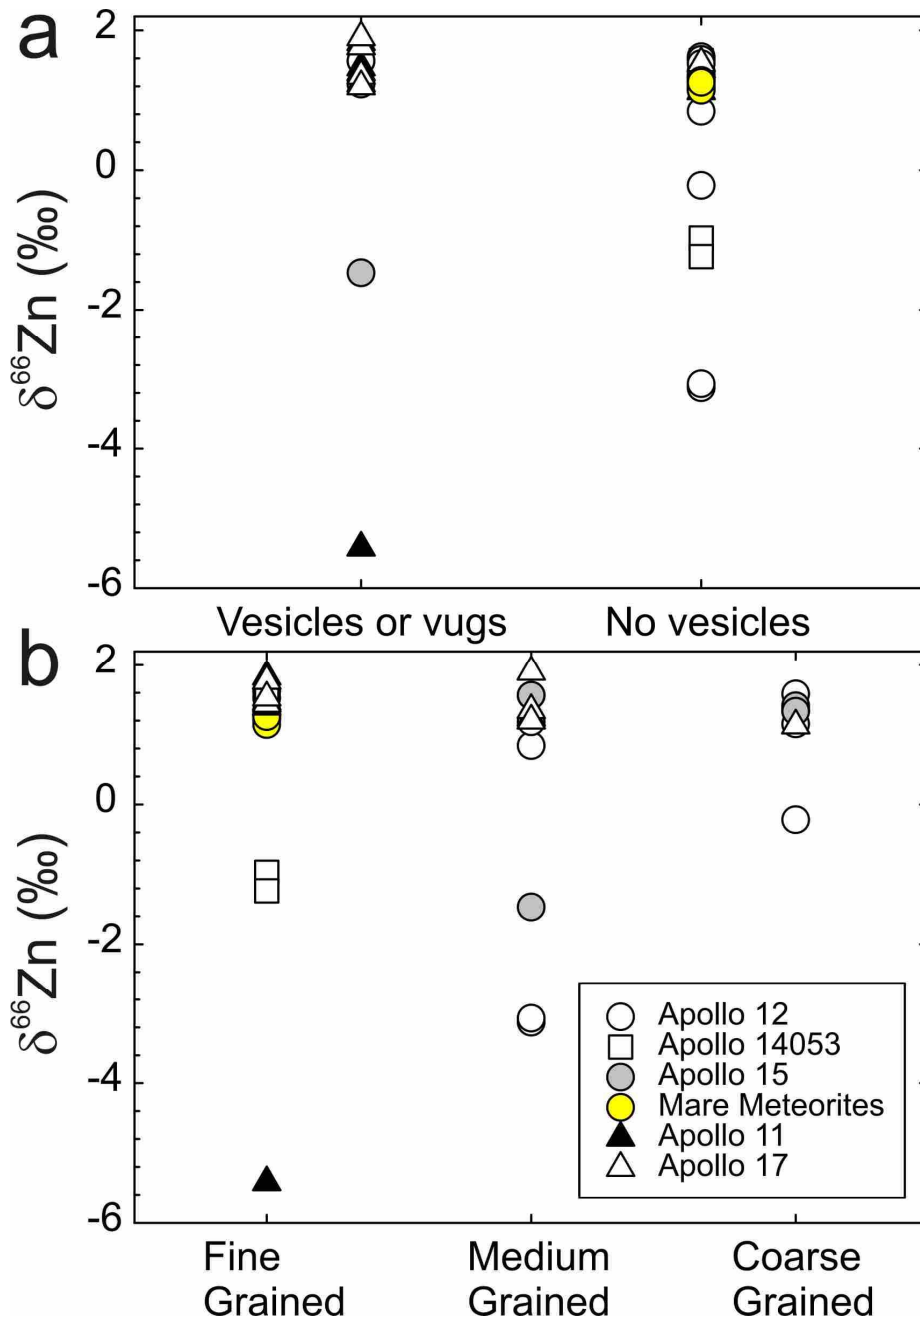 a
2
0
-2
-4
-6
δ⁶⁶Zn (‰)
Vesicles or vugs No vesicles
b
2
0
-2
-4
-6
δ⁶⁶Zn (‰)
Apollo 12
Apollo 14053
Apollo 15
Mare Meteorites
Apollo 11
Apollo 17
Fine Medium Coarse
Grained Grained Grained